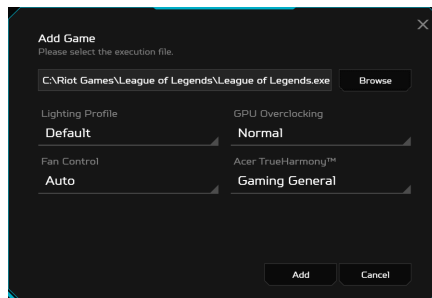 Add Game
Please select the execution file.
C:\Riot Games\League of Legends\League of Legends.exe
Browse
Lighting Profile
GPU Overclocking
Default
Normal
Fan Control
Acer TrueHarmony™
Auto
Gaming General
Add
Cancel